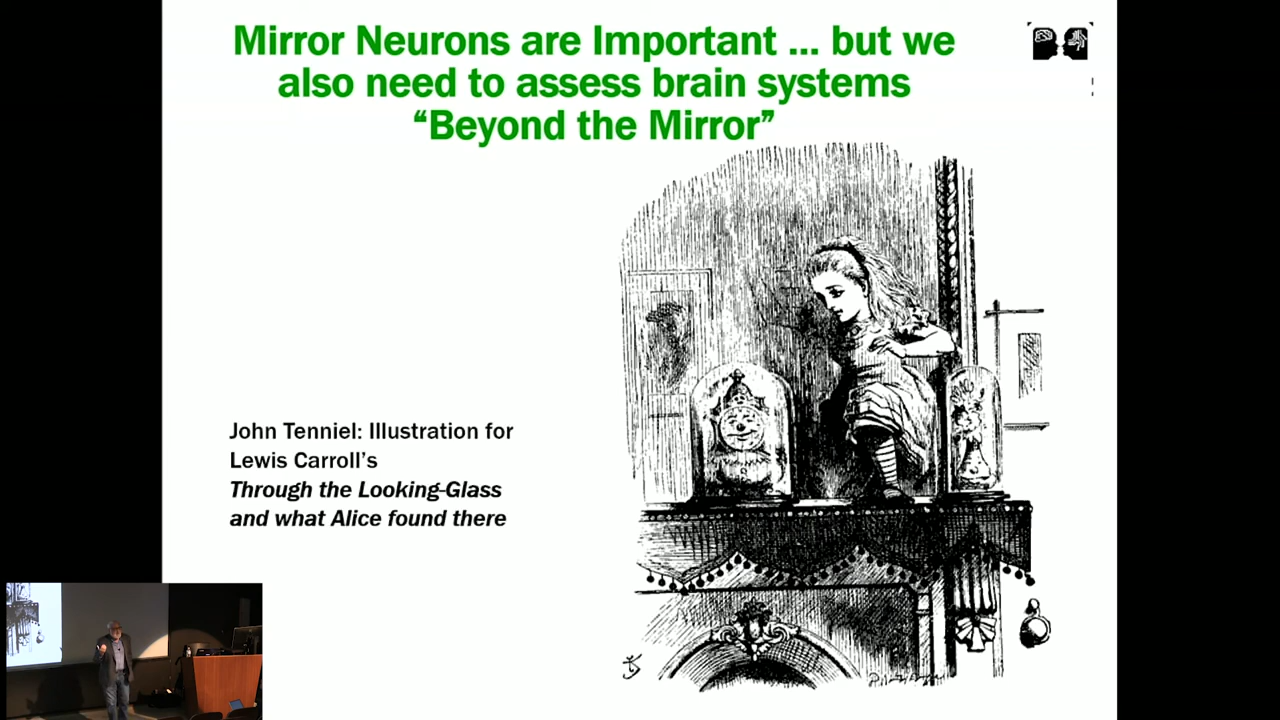 Mirror Neurons are Important ... but we
also need to assess brain systems
“Beyond the Mirror”
John Tenniel: Illustration for
Lewis Carroll’s
Through the Looking-Glass
and what Alice found there